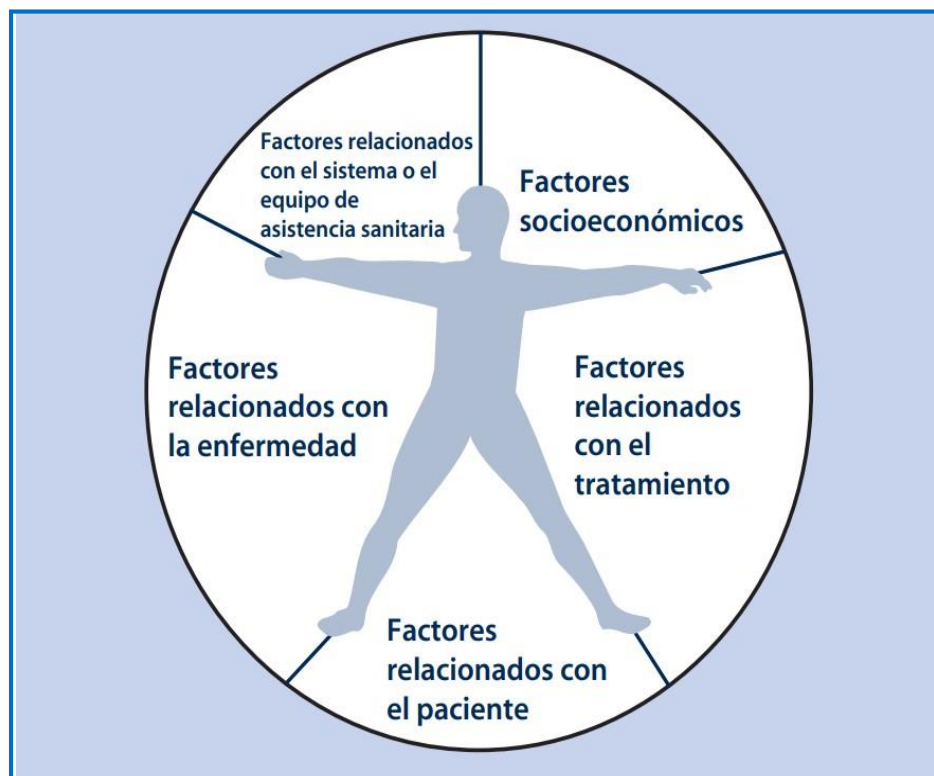 Factores relacionados
con el sistema o el
equipo de
asistencia sanitaria
Factores
socioeconómicos
Factores
relacionados con
la enfermedad
Factores
relacionados
con el
tratamiento
Factores
relacionados con
el paciente